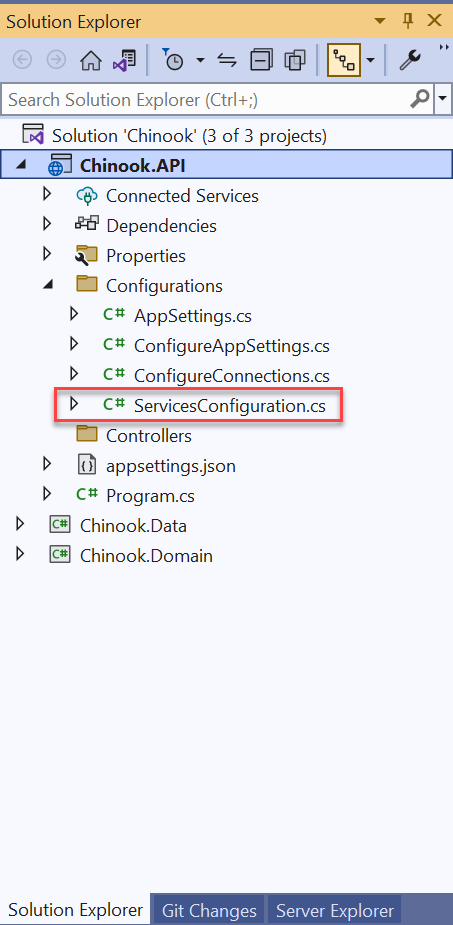 Solution Explorer
Search Solution Explorer (Ctrl+;)
Solution 'Chinook' (3 of 3 projects)
Chinook.API
Connected Services
Dependencies
Properties
Configurations
C# AppSettings.cs
C# ConfigureAppSettings.cs
C# ConfigureConnections.cs
C# ServicesConfiguration.cs
Controllers
appsettings.json
C# Program.cs
C# Chinook.Data
C# Chinook.Domain
Solution Explorer Git Changes Server Explorer